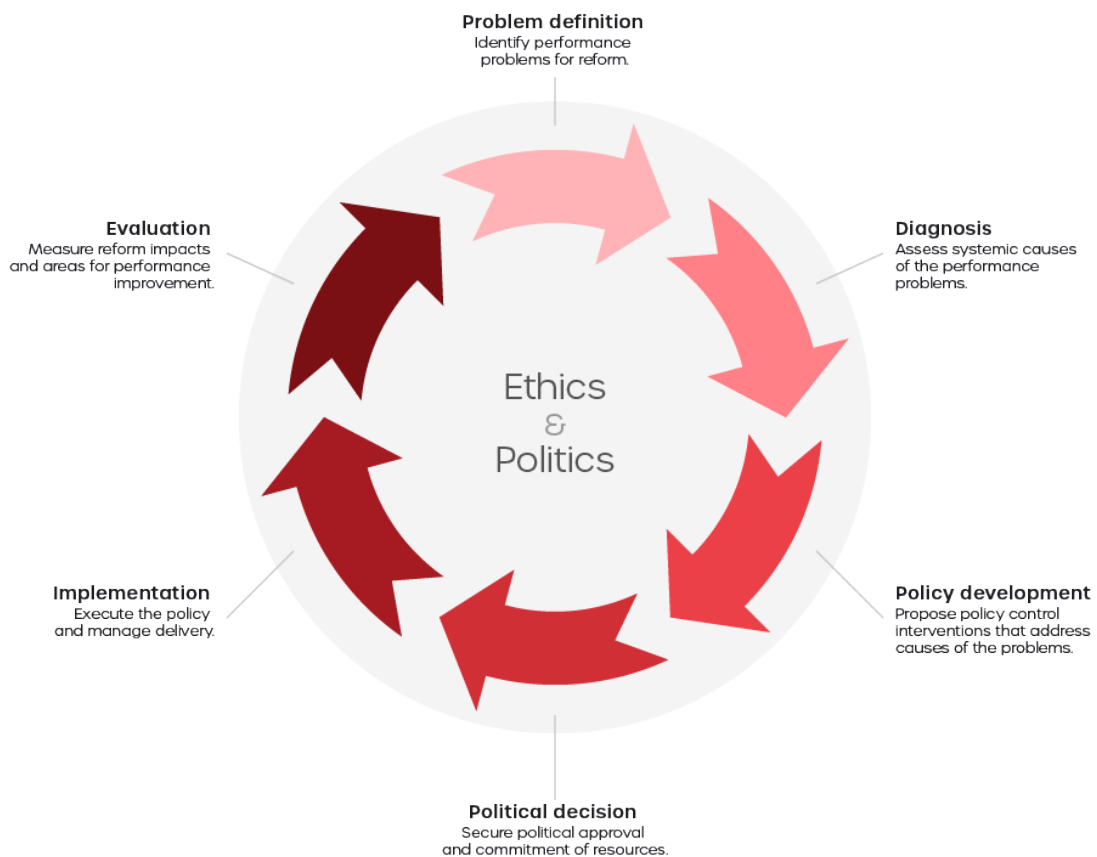 Problem definition
Identify performance
problems for reform.
Diagnosis
Assess systemic causes
of the performance
problems.
Policy development
Propose policy control
interventions that address
causes of the problems.
Political decision
Secure political approval
and commitment of resources.
Implementation
Execute the policy
and manage delivery.
Evaluation
Measure reform impacts
and areas for performance
improvement.
Ethics
&
Politics